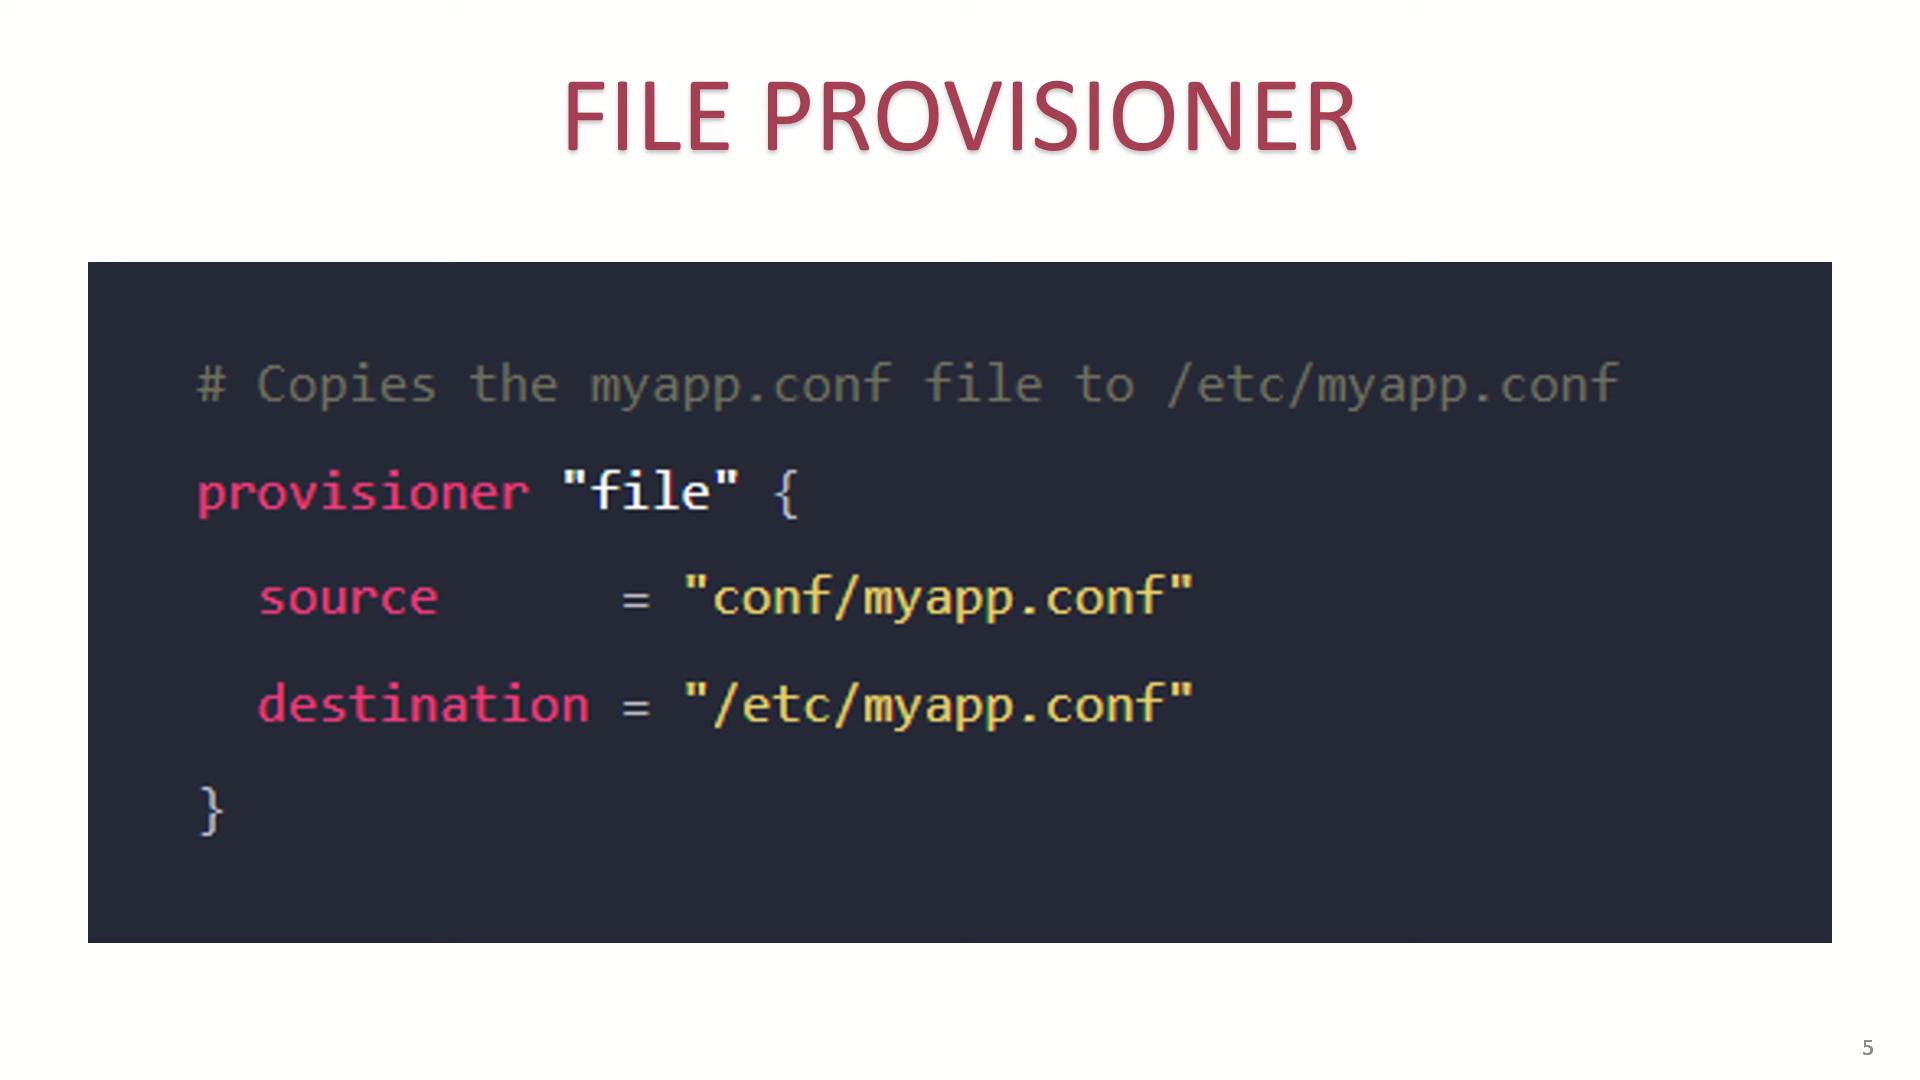 FILE PROVISIONER
# Copies the myapp.conf file to /etc/myapp.conf
provisioner "file" {
  source      = "conf/myapp.conf"
  destination = "/etc/myapp.conf"
}
5